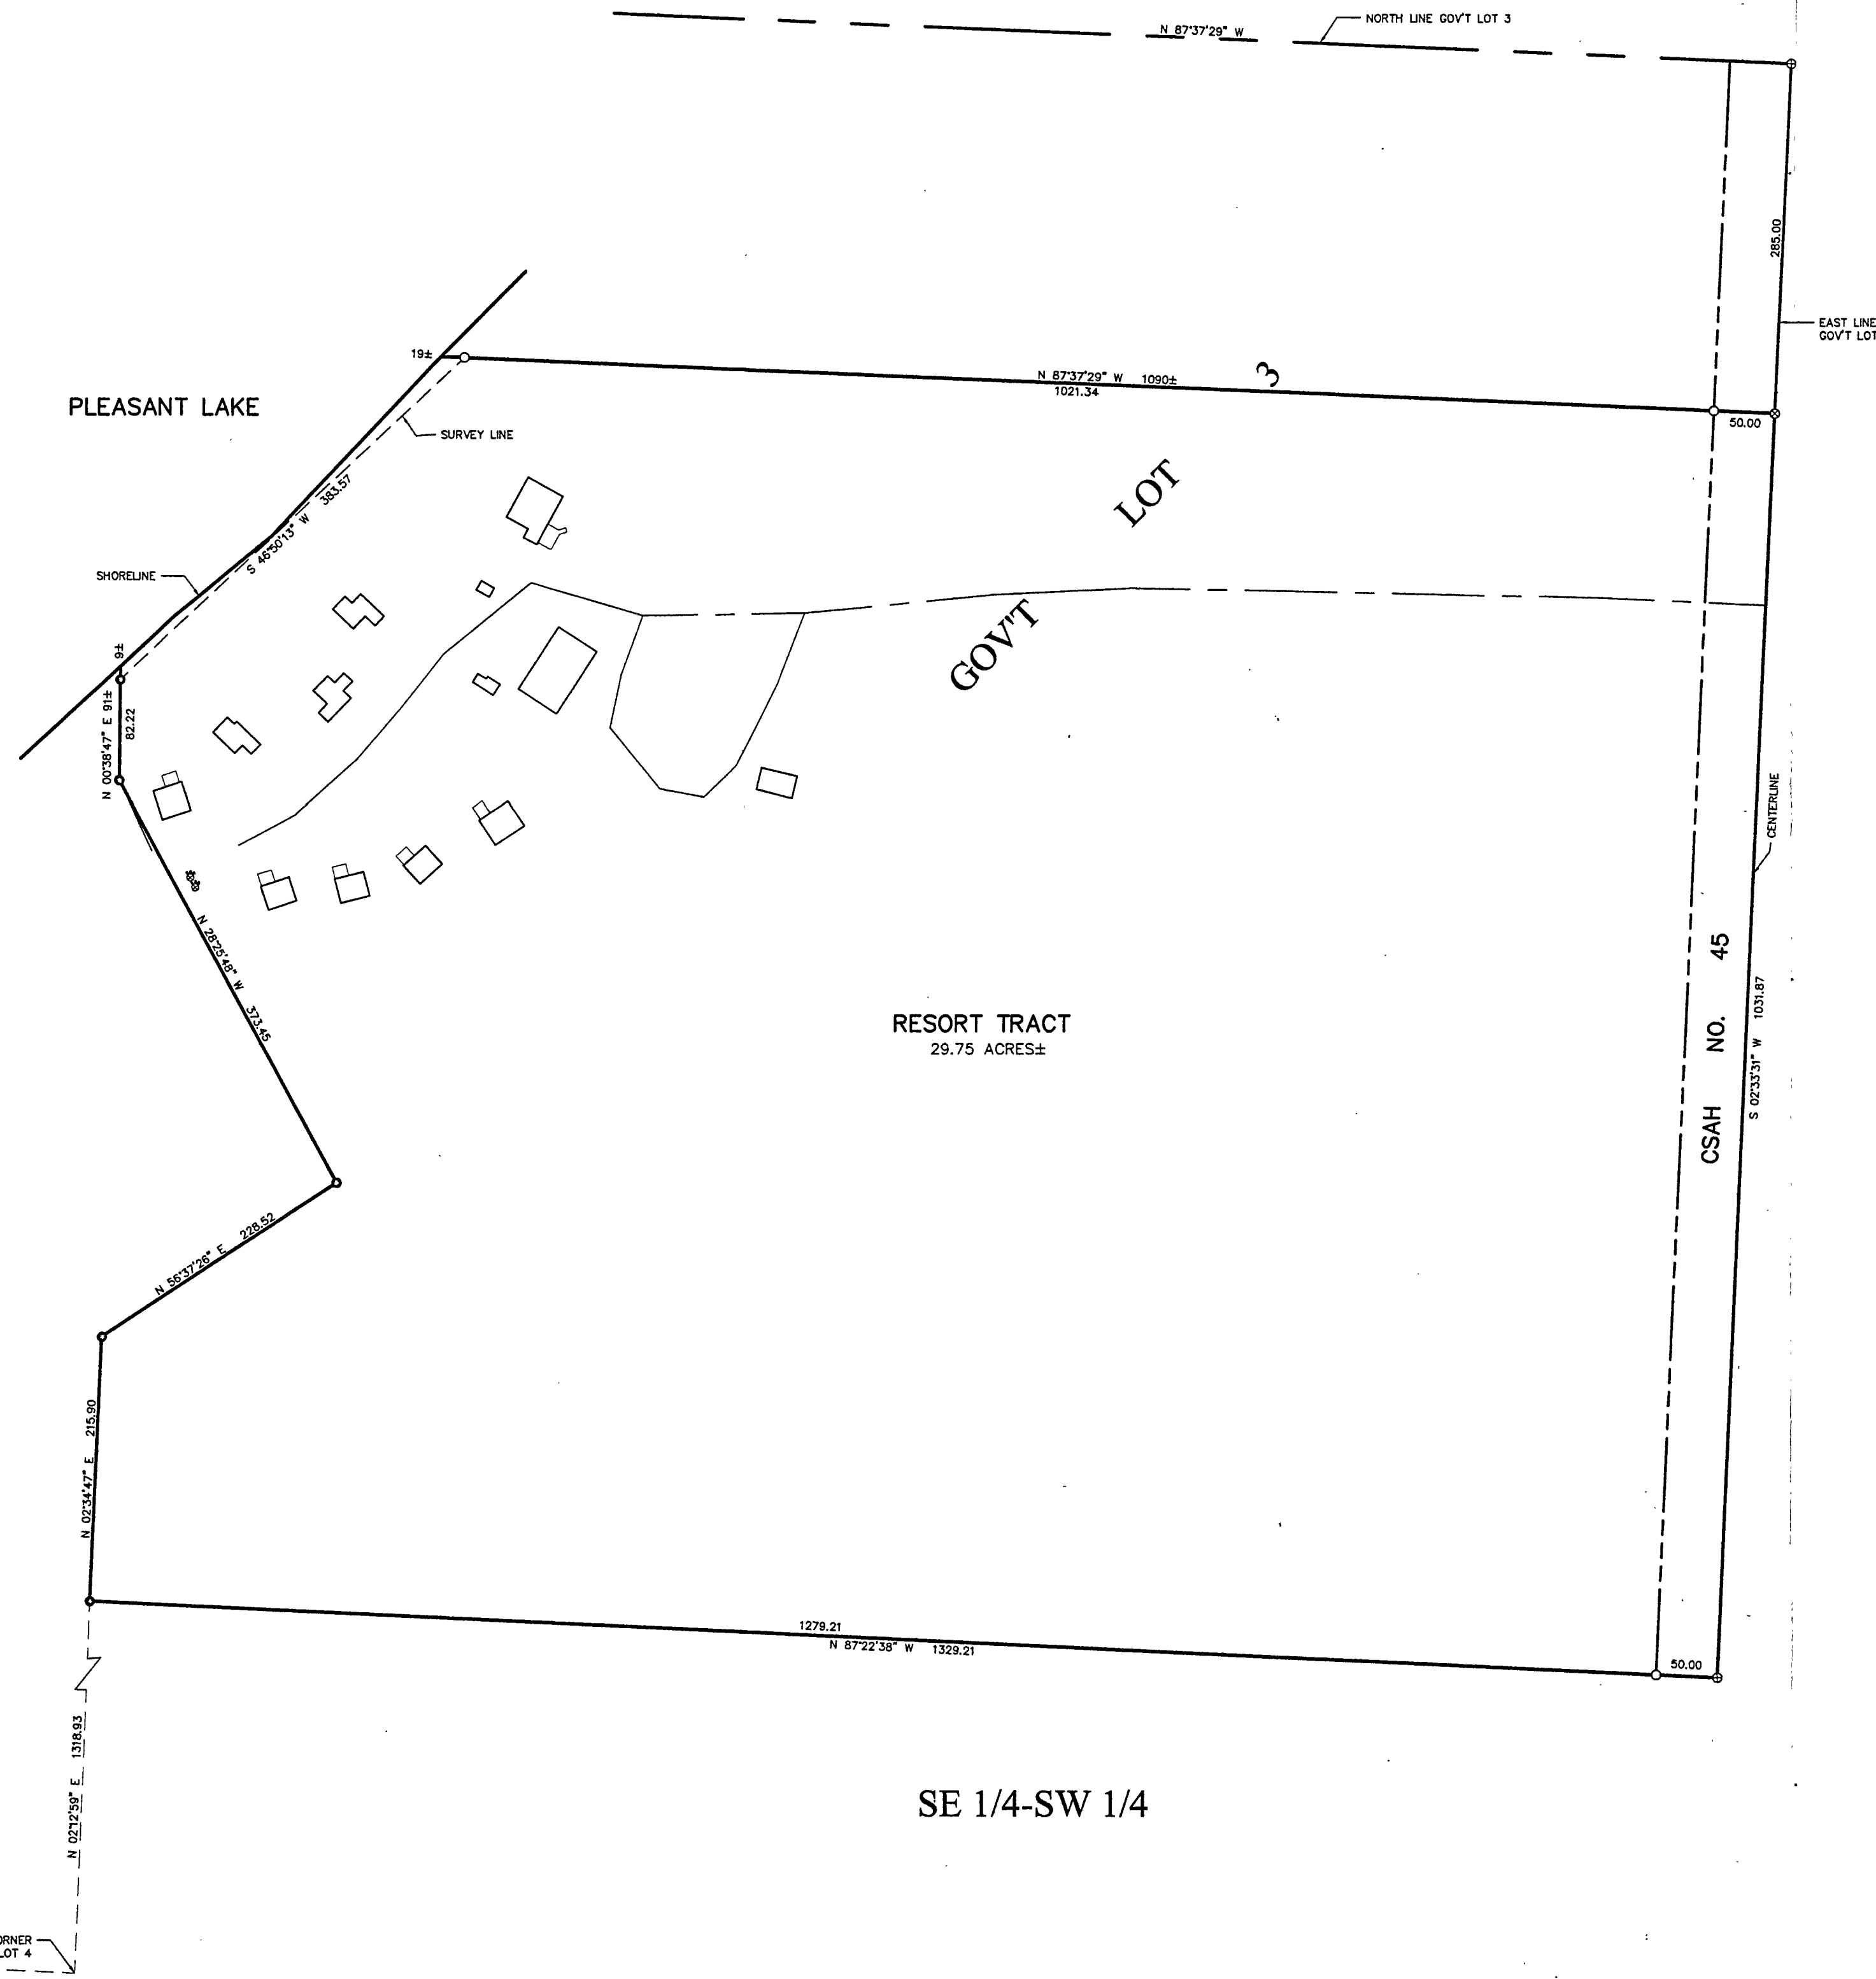 N 87°37'29" W
NORTH LINE GOV'T LOT 3
285.00
EAST LINE
GOV'T LOT
19±
N 87°37'29" W 1090±
1021.34
3
50.00
PLEASANT LAKE
SURVEY LINE
S 46°50'13" W 383.57
LOT
SHORELINE
GOV'T
9±
N 00°38'47" E 91±
82.22
CENTERLINE
N 28°25'48" W 373.45
CSAH NO. 45
S 02°33'31" W 1031.87
RESORT TRACT
29.75 ACRES±
N 56°37'26" E 228.52
N 02°34'47" E 215.90
1279.21
N 87°22'38" W 1329.21
50.00
N 02°12'59" E 1318.93
SE 1/4-SW 1/4
ORNER
LOT 4